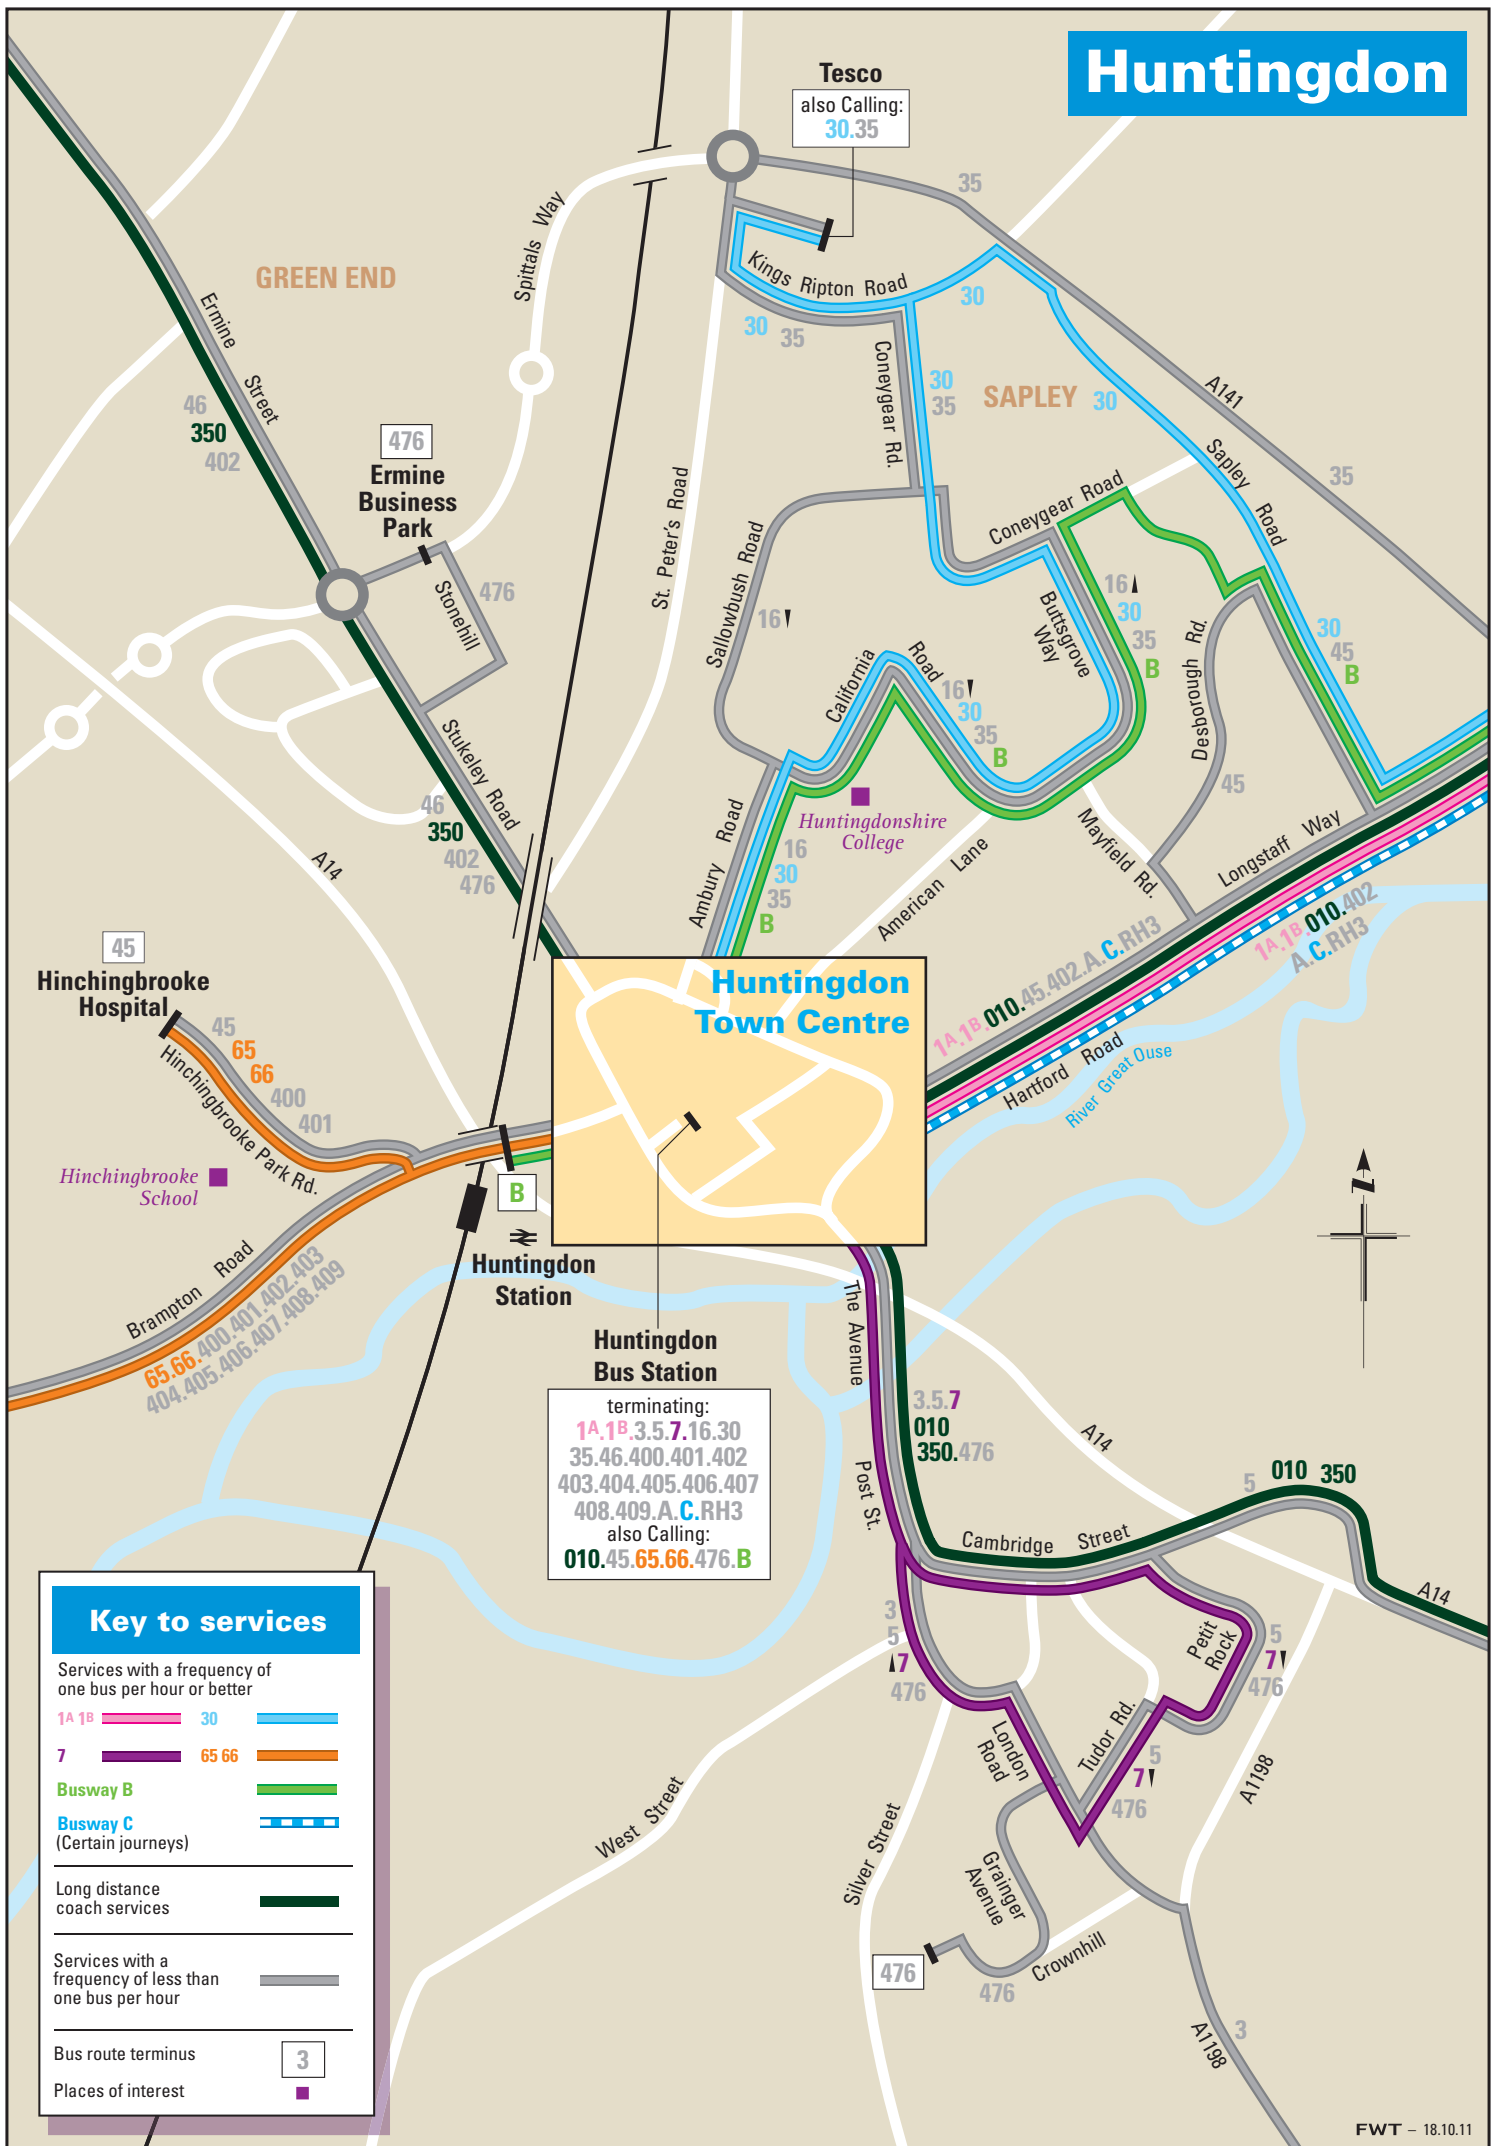 Huntingdon
Tesco
also Calling:
30.35
35
Spittals Way
GREEN END
Kings Ripton Road
30
30
35
Ermine
Street
Coneygear Rd.
30
35
SAPLEY
30
A141
46
350
402
476
Ermine
Business
Park
Sapley
Road
35
St. Peter's Road
Coneygear Road
Sallowbush Road
Stonehill
476
16
16
30
35
B
Buttsgrove
Way
Desborough Rd.
30
45
B
California
Road
16
30
35
B
Stukeley Road
46
350
402
476
45
Huntingdonshire
College
Ambury Road
16
30
35
B
Mayfield Rd.
Longstaff Way
American Lane
A14
1A.1B.010.402
A.C.RH3
1A.1B.010.45.402.A.C.RH3
45
Hinchingbrooke
Hospital
Huntingdon
Town Centre
45
65
66
400
401
Hinchingbrooke Park Rd.
Hartford Road
River Great Ouse
Hinchingbrooke
School
B
N
Huntingdon
Station
Brampton Road
65.66.400.401.402.403
404.405.406.407.408.409
The Avenue
Huntingdon
Bus Station
terminating:
1A.1B.3.5.7.16.30
35.46.400.401.402
403.404.405.406.407
408.409.A.C.RH3
also Calling:
010.45.65.66.476.B
3.5.7
010
350.476
A14
Post St.
5
010
350
Cambridge Street
A14
3
5
7
476
Petit
Rock
5
7
476
London
Road
Tudor Rd.
5
7
476
A1198
West Street
Silver Street
Grainger
Avenue
Crownhill
476
476
3
A1198
Key to services
Services with a frequency of
one bus per hour or better
1A 1B
30
7
65 66
Busway B
Busway C
(Certain journeys)
Long distance
coach services
Services with a
frequency of less than
one bus per hour
Bus route terminus
3
Places of interest
FWT – 18.10.11